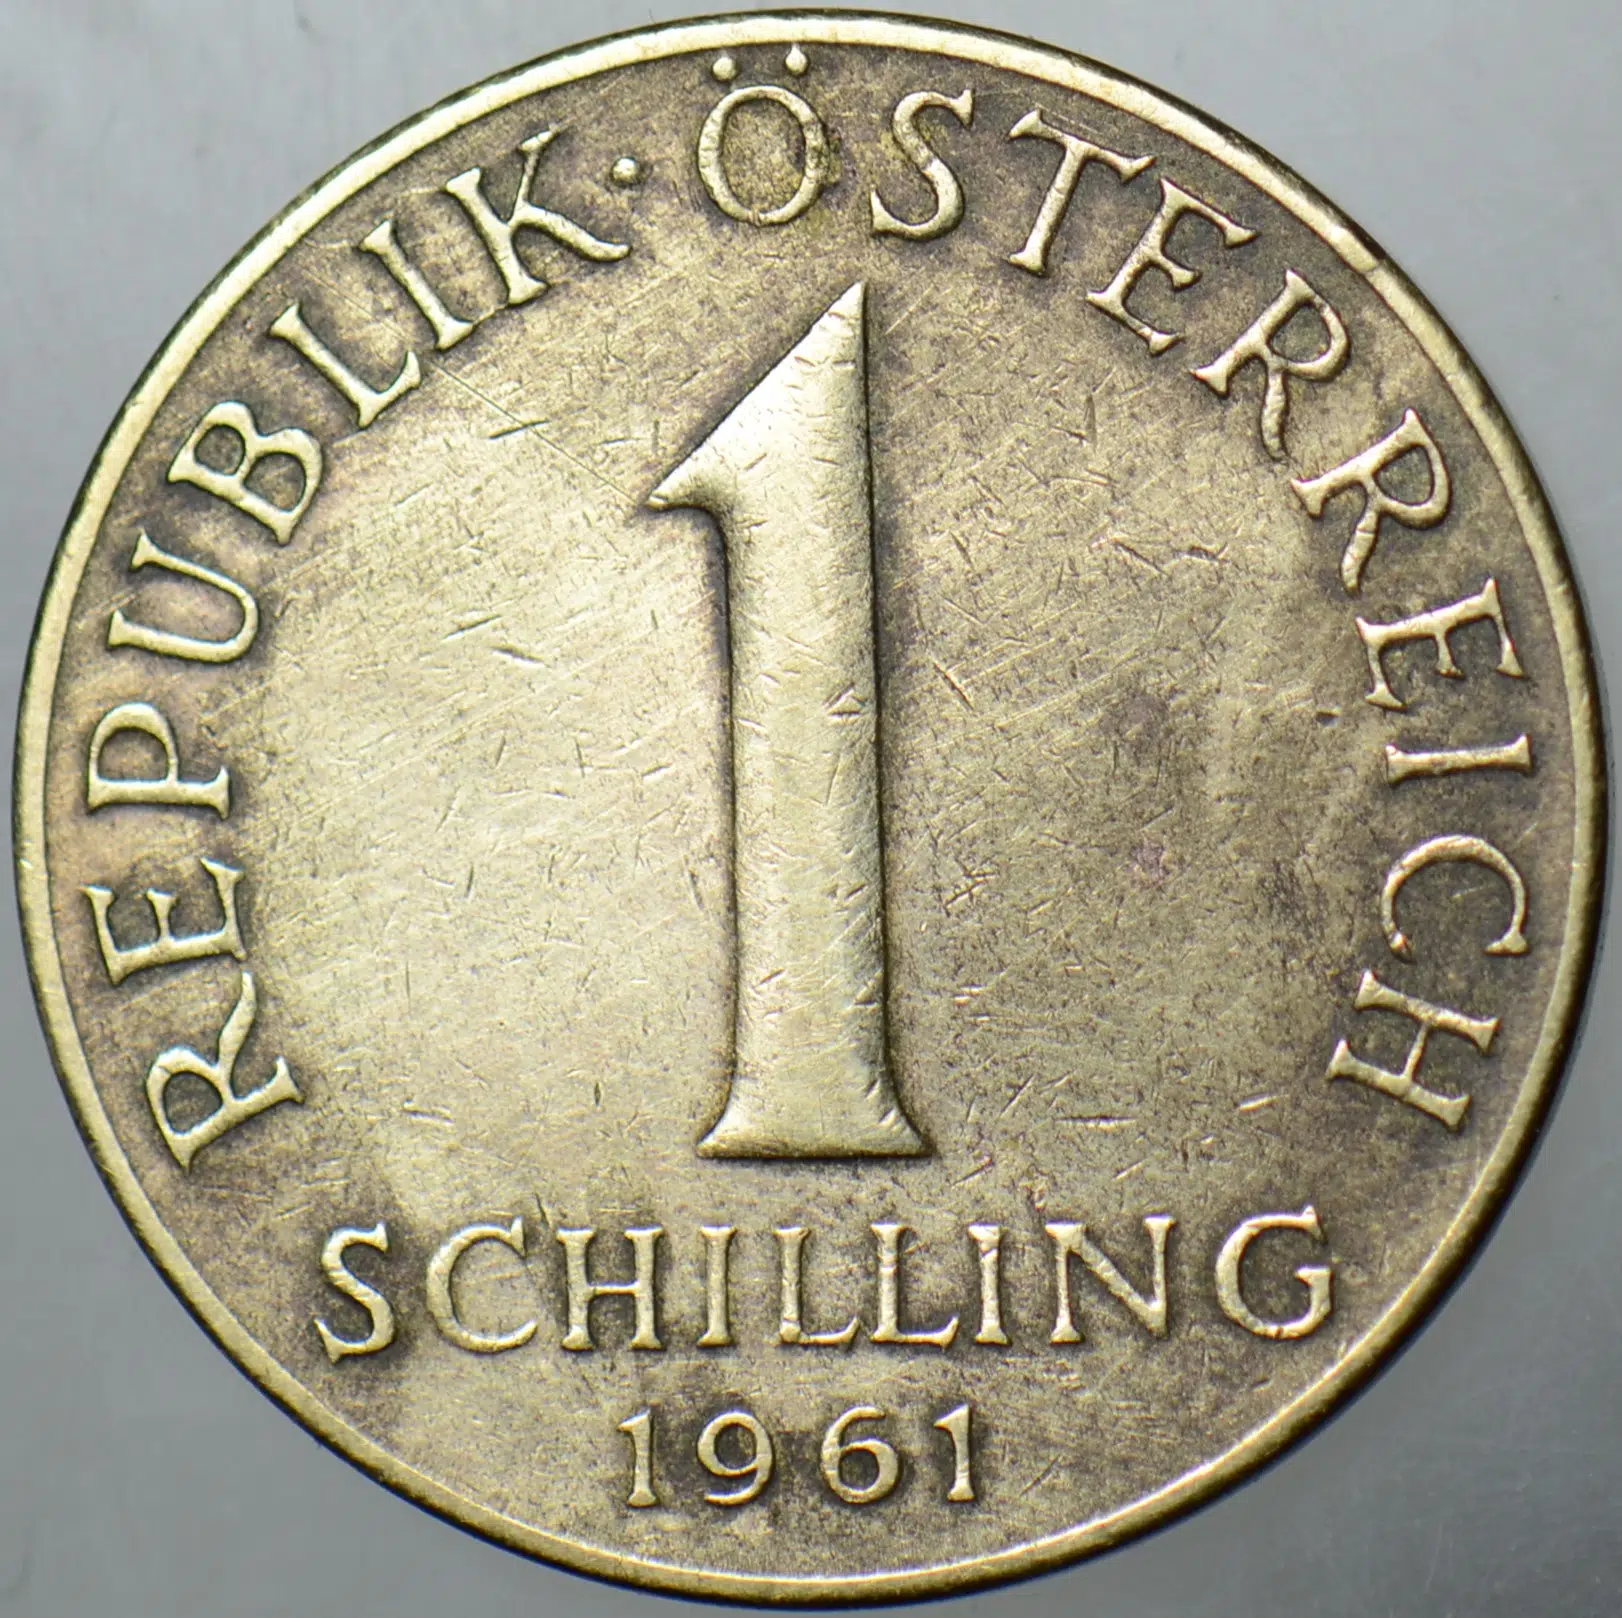 REPUBLIK · ÖSTERREICH
1
SCHILLING
1961